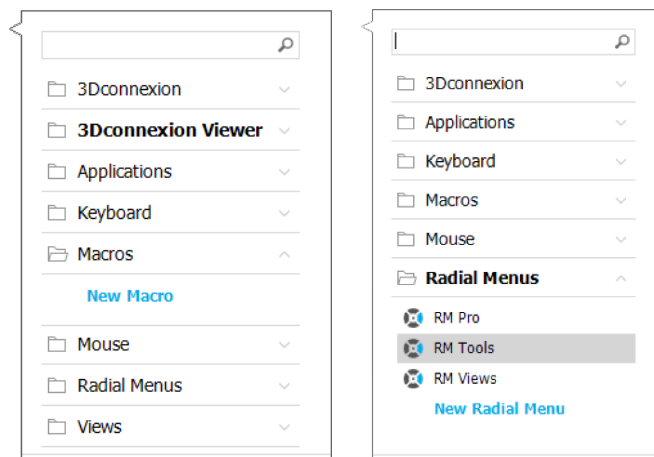 3Dconnexion
3Dconnexion Viewer
Applications
Keyboard
Macros
New Macro
Mouse
Radial Menus
Views
3Dconnexion
Applications
Keyboard
Macros
Mouse
Radial Menus
RM Pro
RM Tools
RM Views
New Radial Menu